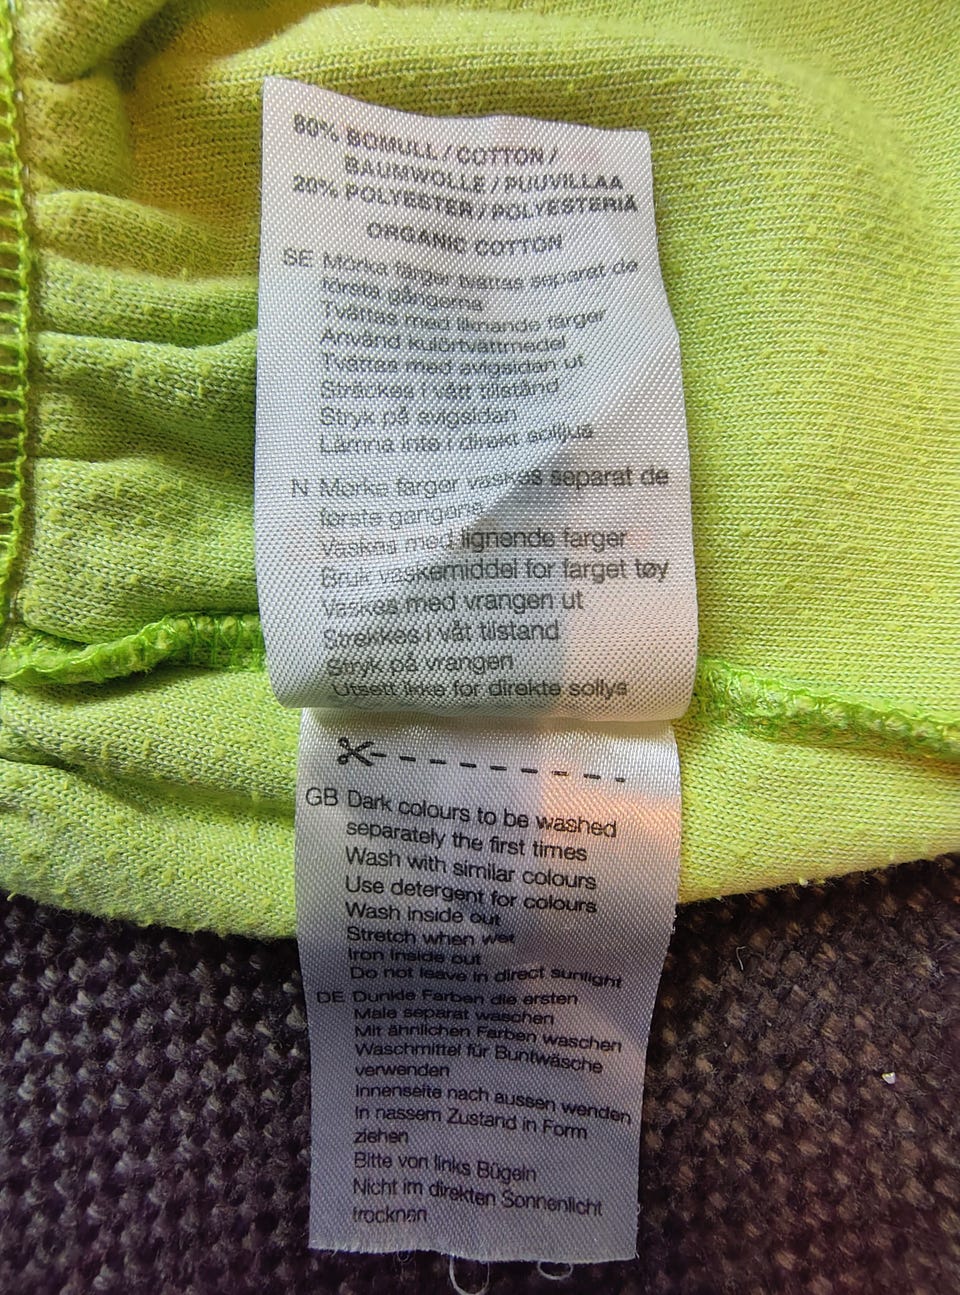 80% BOMULL / COTTON /
BAUMWOLLE / PUUVILLAA
20% POLYESTER / POLYESTERIA
ORGANIC COTTON
SE Mörka färger tvättas separat de
första gångerna
Tvättas med liknande färger
Använd kulörtvättmedel
Tvättas med avigsidan ut
Sträckes i vått tillstånd
Stryk på avigsidan
Lämna inte i direkt solljus
N Mørke farger vaskes separat de
første gangene
Vaskes med lignende farger
Bruk vaskemiddel for farget tøy
Vaskes med vrangen ut
Strekkes i våt tilstand
Stryk på vrangen
Utsett ikke for direkte sollys
GB Dark colours to be washed
separately the first times
Wash with similar colours
Use detergent for colours
Wash inside out
Stretch when wet
Iron inside out
Do not leave in direct sunlight
DE Dunkle Farben die ersten
Male separat waschen
Mit ähnlichen Farben waschen
Waschmittel für Buntwäsche
verwenden
Innenseite nach aussen wenden
In nassem Zustand in Form
ziehen
Bitte von links Bügeln
Nicht im direkten Sonnenlicht
trocknen